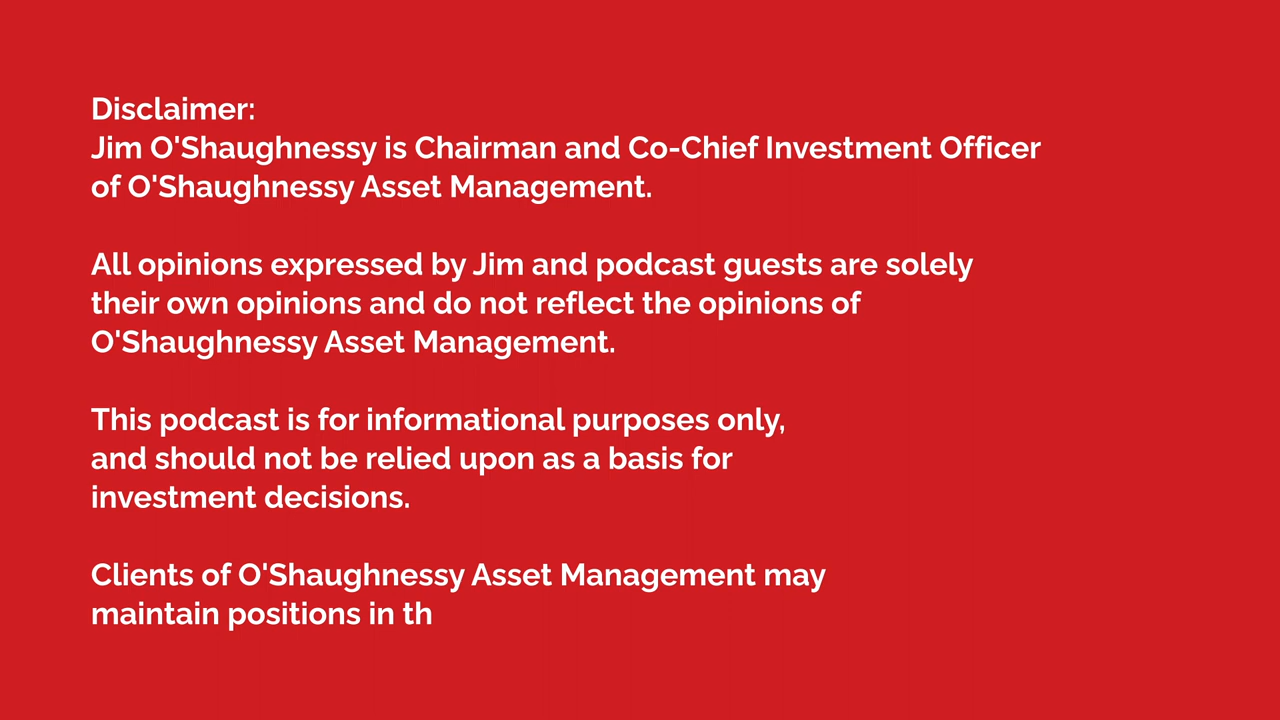 Disclaimer:
Jim O'Shaughnessy is Chairman and Co-Chief Investment Officer
of O'Shaughnessy Asset Management.
All opinions expressed by Jim and podcast guests are solely
their own opinions and do not reflect the opinions of
O'Shaughnessy Asset Management.
This podcast is for informational purposes only,
and should not be relied upon as a basis for
investment decisions.
Clients of O'Shaughnessy Asset Management may
maintain positions in th